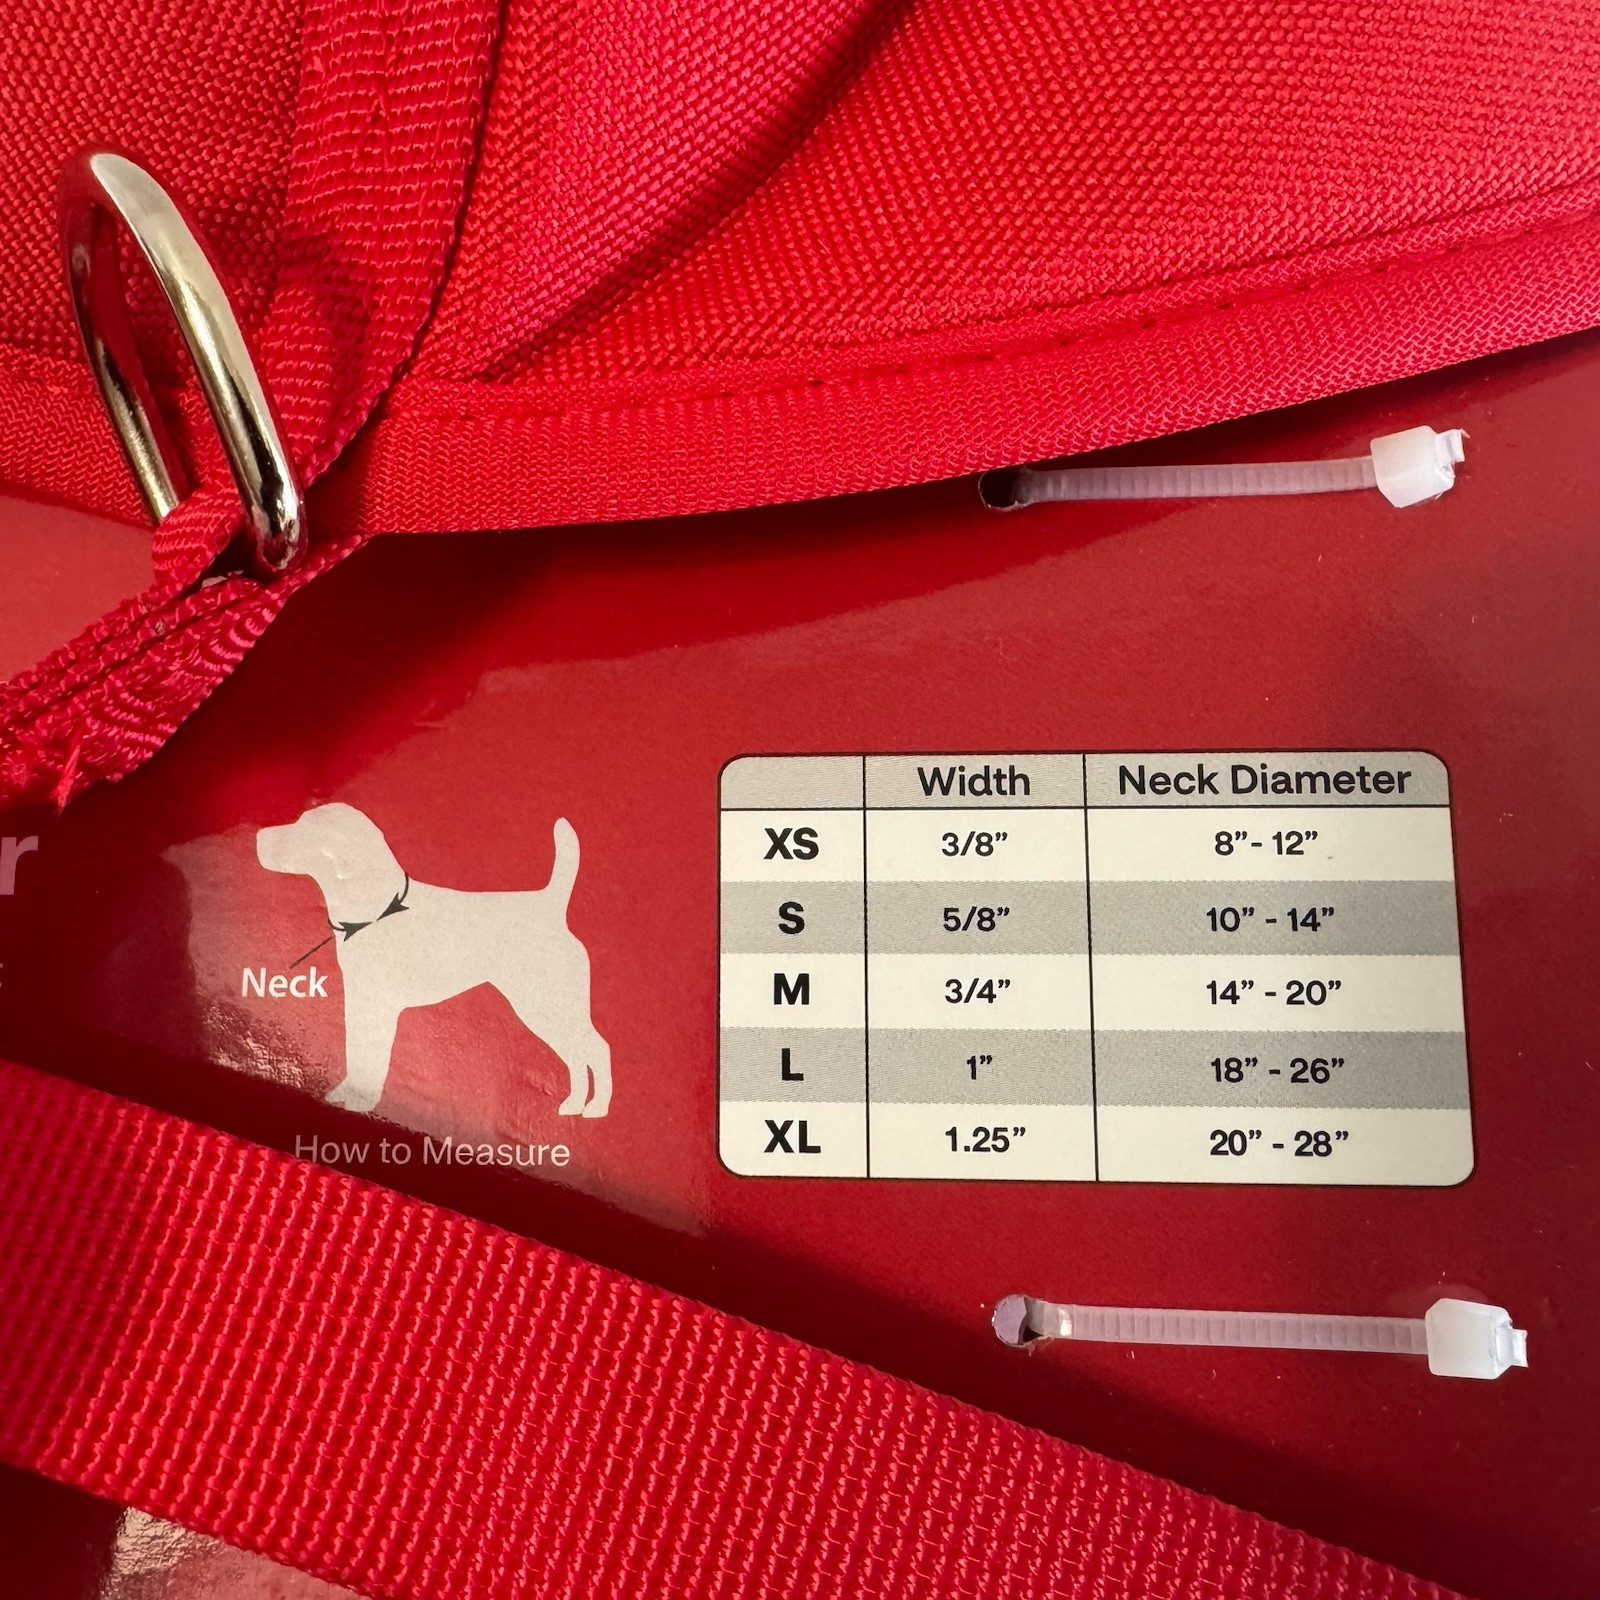 r
Neck
How to Measure
Width Neck Diameter
XS 3/8” 8”- 12”
S 5/8” 10” - 14”
M 3/4” 14” - 20”
L 1” 18” - 26”
XL 1.25” 20” - 28”